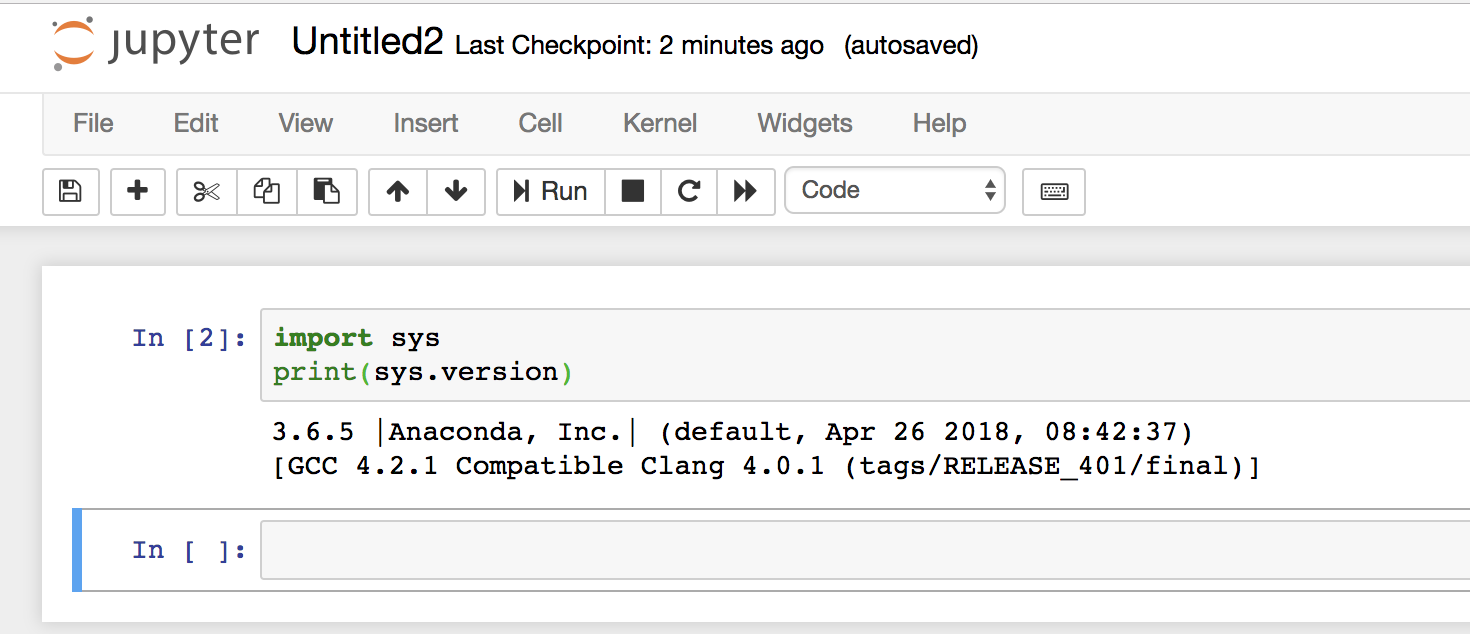 jupyter Untitled2 Last Checkpoint: 2 minutes ago (autosaved)
File Edit View Insert Cell Kernel Widgets Help
Run Code
In [2]: import sys
print(sys.version)
3.6.5 |Anaconda, Inc.| (default, Apr 26 2018, 08:42:37)
[GCC 4.2.1 Compatible Clang 4.0.1 (tags/RELEASE_401/final)]
In [ ]: